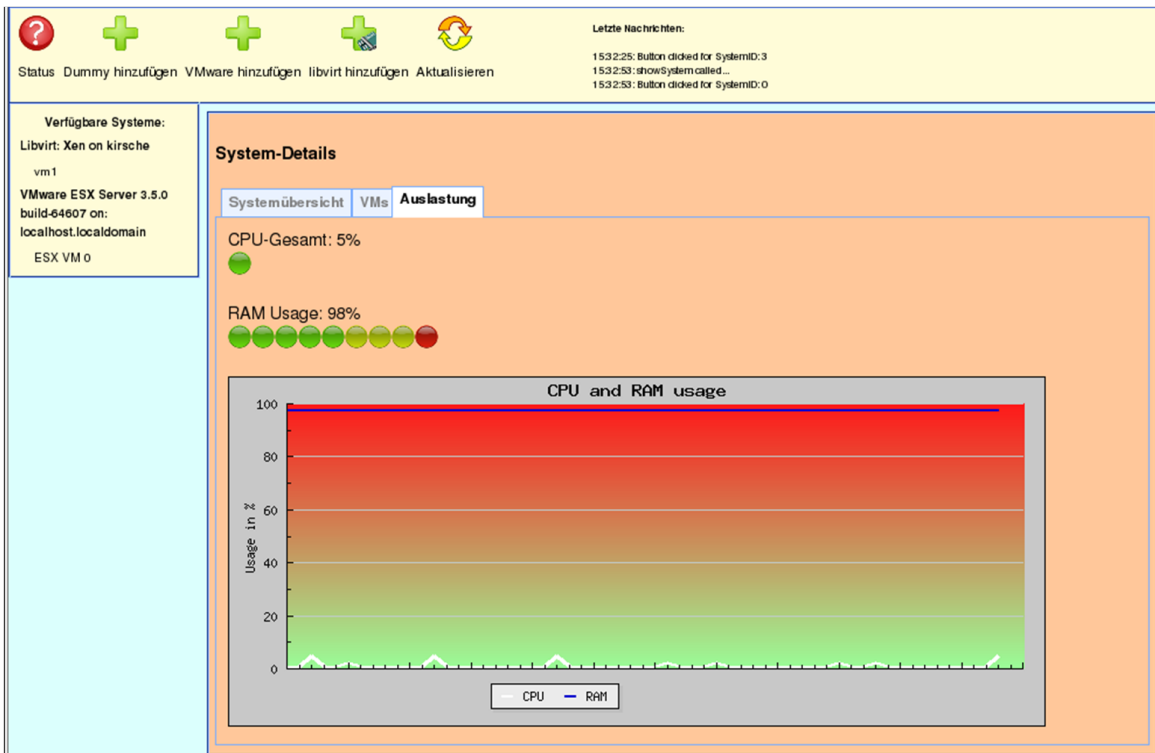 Status Dummy hinzufügen VMware hinzufügen libvirt hinzufügen Aktualisieren
Letzte Nachrichten:
15:32:25: Button clicked for SystemID:3
15:32:53: showSystem called...
15:32:53: Button clicked for SystemID:0
Verfügbare Systeme:
Libvirt: Xen on kirsche
vm1
VMware ESX Server 3.5.0
build-64607 on:
localhost.localdomain
ESX VM 0
System-Details
Systemübersicht VMs Auslastung
CPU-Gesamt: 5%
RAM Usage: 98%
CPU and RAM usage
Usage in %
100
80
60
40
20
0
CPU RAM